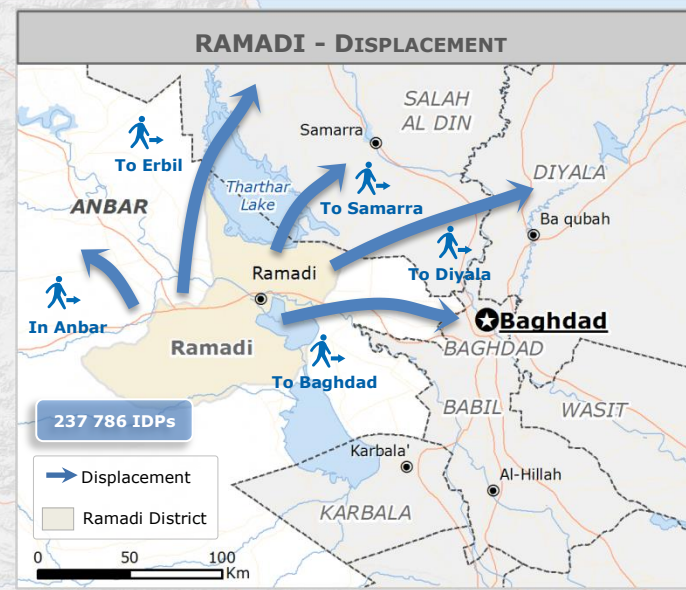 RAMADI - DISPLACEMENT
SALAH
AL DIN
Samarra
To Erbil
DIYALA
Tharthar
Lake
To Samarra
ANBAR
Ba qubah
Ramadi
To Diyala
In Anbar
Baghdad
Ramadi
BAGHDAD
To Baghdad
237 786 IDPs
BABIL
WASIT
Karbala'
Displacement
Al-Hillah
Ramadi District
KARBALA
0 50 100
Km